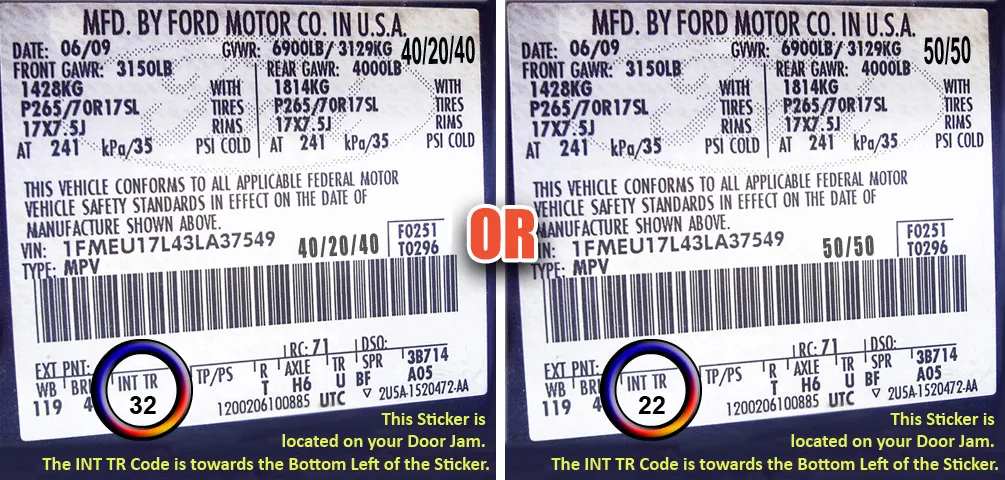 MFD. BY FORD MOTOR CO. IN U.S.A.
DATE: 06/09 GVWR: 6900LB/ 3129KG 40/20/40
FRONT GAWR: 3150LB REAR GAWR: 4000LB
1428KG WITH 1814KG WITH
P265/70R17SL TIRES P265/70R17SL TIRES
17X7.5J RIMS 17X7.5J RIMS
AT 241 kPa/35 PSI COLD AT 241 kPa/35 PSI COLD
THIS VEHICLE CONFORMS TO ALL APPLICABLE FEDERAL MOTOR
VEHICLE SAFETY STANDARDS IN EFFECT ON THE DATE OF
MANUFACTURE SHOWN ABOVE.
VIN: 1FMEU17L43LA37549 40/20/40 F0251
TYPE: MPV T0296
EXT PNT: RC: 71 DSO:
WB BR INT TR TP/PS R AXLE TR SPR 3B714
119 4 32 T H6 U BF A05
1200206100885 UTC ▽ 2U5A-1520472-AA
This Sticker is
located on your Door Jam.
The INT TR Code is towards the Bottom Left of the Sticker.
OR
MFD. BY FORD MOTOR CO. IN U.S.A.
DATE: 06/09 GVWR: 6900LB/ 3129KG 50/50
FRONT GAWR: 3150LB REAR GAWR: 4000LB
1428KG WITH 1814KG WITH
P265/70R17SL TIRES P265/70R17SL TIRES
17X7.5J RIMS 17X7.5J RIMS
AT 241 kPa/35 PSI COLD AT 241 kPa/35 PSI COLD
THIS VEHICLE CONFORMS TO ALL APPLICABLE FEDERAL MOTOR
VEHICLE SAFETY STANDARDS IN EFFECT ON THE DATE OF
MANUFACTURE SHOWN ABOVE.
VIN: 1FMEU17L43LA37549 50/50 F0251
TYPE: MPV T0296
EXT PNT: RC: 71 DSO:
WB BR INT TR TP/PS R AXLE TR SPR 3B714
119 4 22 T H6 U BF A05
1200206100885 UTC ▽ 2U5A-1520472-AA
This Sticker is
located on your Door Jam.
The INT TR Code is towards the Bottom Left of the Sticker.